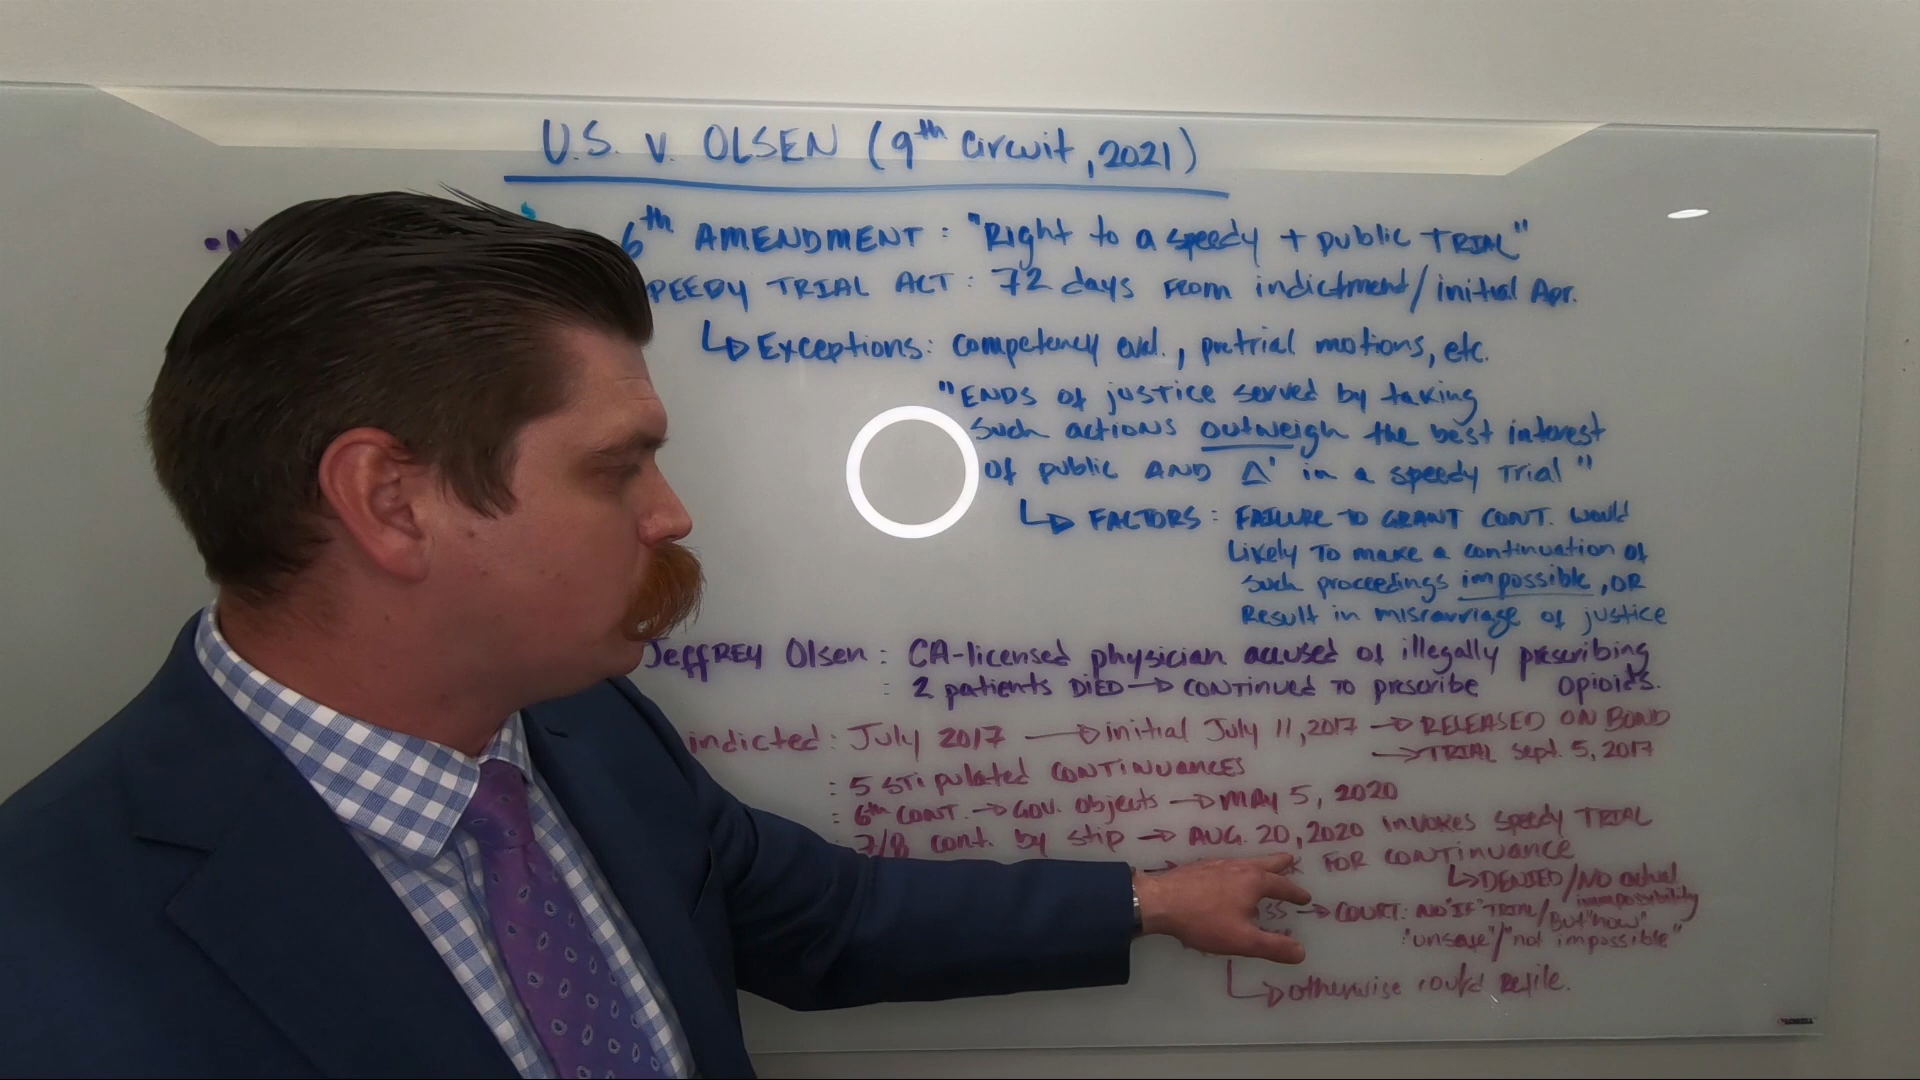 U.S. v. OLSEN (9th Circuit, 2021)
6th AMENDMENT: "Right to a speedy + public TRIAL"
PEEDY TRIAL ACT: 72 days from indictment/initial Apr.
Exceptions: competency eval., pretrial motions, etc.
"ENDS of justice served by taking
such actions outweigh the best interest
of public AND Δ' in a speedy trial"
FACTORS: FAILURE TO GRANT CONT. would
Likely to make a continuation of
such proceedings impossible, OR
Result in miscarriage of justice
Jeffrey Olsen: CA-licensed physician accused of illegally prescribing
: 2 patients DIED → CONTINUED TO prescribe opioids.
indicted: July 2017 → initial July 11, 2017 → RELEASED ON BOND
→ TRIAL Sept. 5, 2017
: 5 stipulated CONTINUANCES
: 6th CONT. → GOV. objects → MAY 5, 2020
: 7/8 cont. by stip → AUG. 20, 2020 invokes speedy TRIAL
FOR CONTINUANCE
DENIED/NO actual
impossibility
ss → COURT: NO "IF" TRIAL/But "how"
"unsafe"/"not impossible"
otherwise could refile.